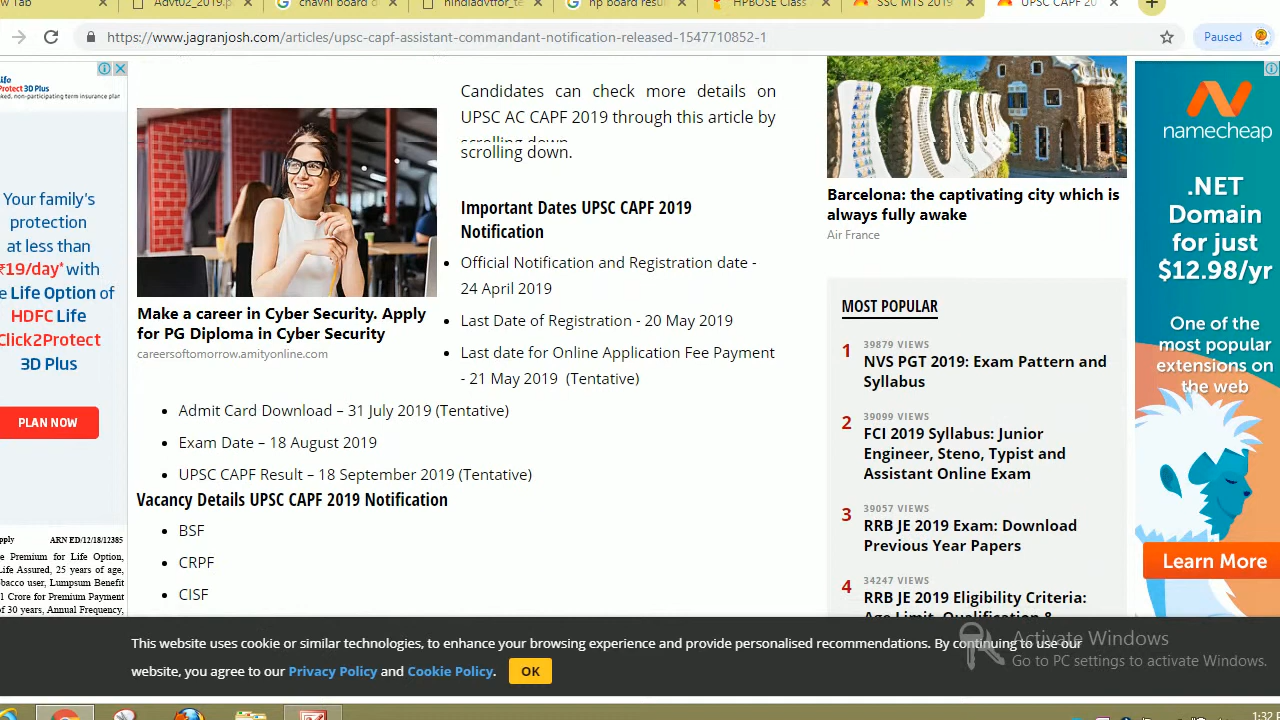 w Tab
Advt02_2019.p
chavni board o
hindiadvtfor_te
hp board resul
HPBOSE Class
SSC MTS 2019
UPSC CAPF 20
https://www.jagranjosh.com/articles/upsc-capf-assistant-commandant-notification-released-1547710852-1
Paused
Life
Protect 3D Plus
ked, non-participating term insurance plan
Your family's
protection
at less than
₹19/day* with
e Life Option of
HDFC Life
Click2Protect
3D Plus
PLAN NOW
pply ARN ED/12/18/12385
e Premium for Life Option,
Life Assured, 25 years of age,
bacco user, Lumpsum Benefit
1 Crore for Premium Payment
of 30 years, Annual Frequency,
Make a career in Cyber Security. Apply
for PG Diploma in Cyber Security
careersoftomorrow.amityonline.com
Candidates can check more details on
UPSC AC CAPF 2019 through this article by
scrolling down.
scrolling down.
Important Dates UPSC CAPF 2019
Notification
• Official Notification and Registration date -
24 April 2019
• Last Date of Registration - 20 May 2019
• Last date for Online Application Fee Payment
- 21 May 2019 (Tentative)
• Admit Card Download – 31 July 2019 (Tentative)
• Exam Date – 18 August 2019
• UPSC CAPF Result – 18 September 2019 (Tentative)
Vacancy Details UPSC CAPF 2019 Notification
• BSF
• CRPF
• CISF
Barcelona: the captivating city which is
always fully awake
Air France
MOST POPULAR
1
39879 VIEWS
NVS PGT 2019: Exam Pattern and
Syllabus
2
39099 VIEWS
FCI 2019 Syllabus: Junior
Engineer, Steno, Typist and
Assistant Online Exam
3
39057 VIEWS
RRB JE 2019 Exam: Download
Previous Year Papers
4
34247 VIEWS
RRB JE 2019 Eligibility Criteria:
Age Limit, Qualification &
namecheap
.NET
Domain
for just
$12.98/yr
One of the
most popular
extensions on
the web
Learn More
This website uses cookie or similar technologies, to enhance your browsing experience and provide personalised recommendations. By continuing to use our
website, you agree to our Privacy Policy and Cookie Policy.
OK
Activate Windows
Go to PC settings to activate Windows.
1:32 P